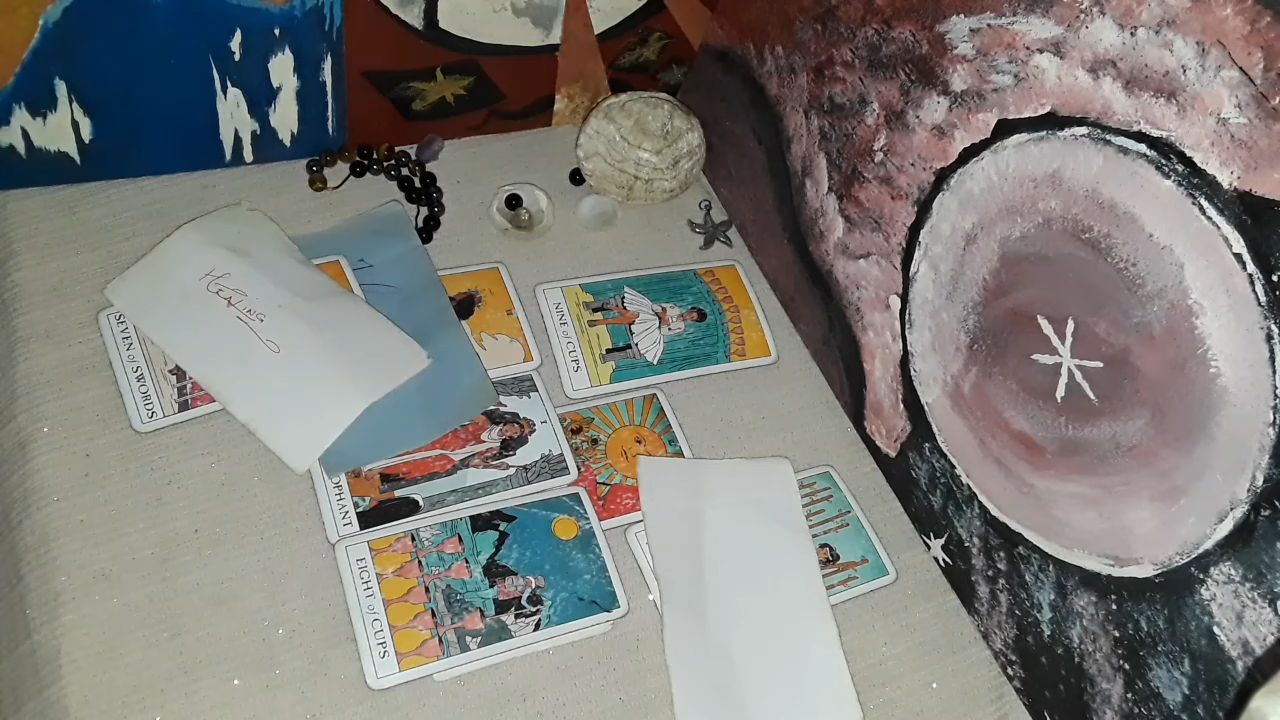 Healing
SEVEN of SWORDS
NINE of CUPS
OPHANT
EIGHT of CUPS